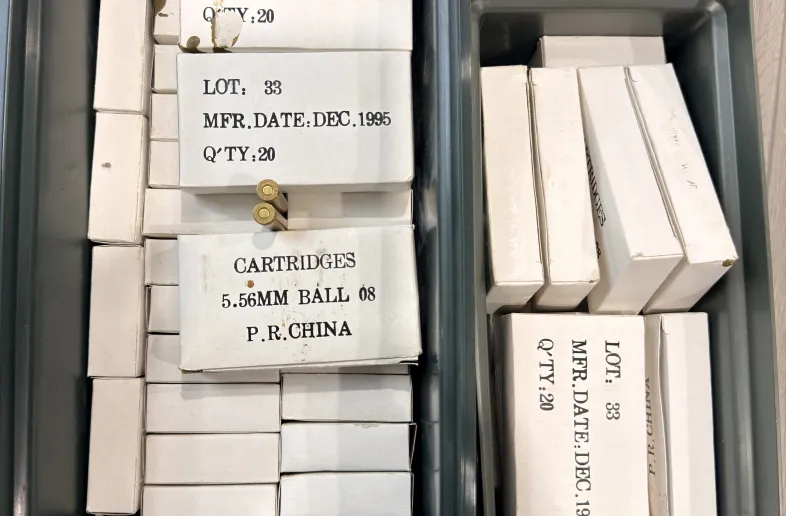 Q'TY:20
LOT: 33
MFR.DATE:DEC.1995
Q'TY:20
CARTRIDGES
5.56MM BALL 08
P.R.CHINA
LOT: 33
MFR.DATE:DEC.19
Q'TY:20
P.R.CHINA